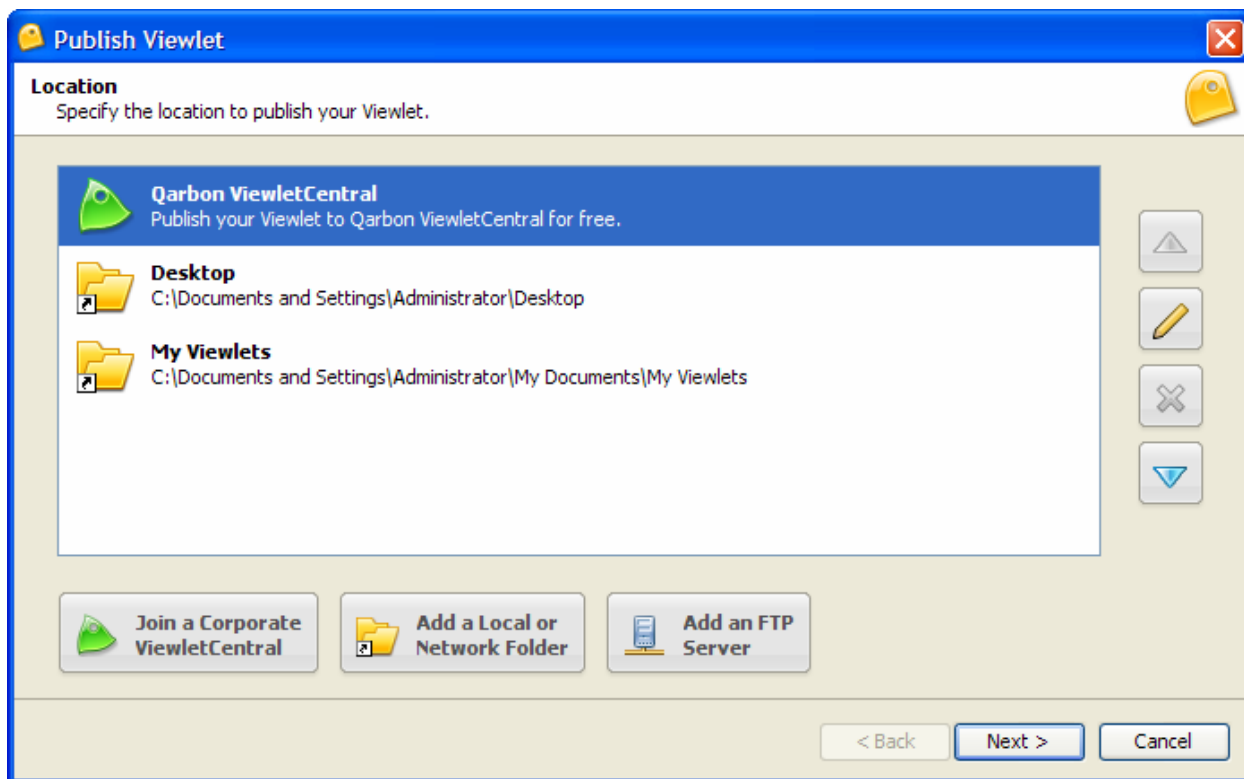 Publish Viewlet
Location
Specify the location to publish your Viewlet.
Qarbon ViewletCentral
Publish your Viewlet to Qarbon ViewletCentral for free.
Desktop
C:\Documents and Settings\Administrator\Desktop
My Viewlets
C:\Documents and Settings\Administrator\My Documents\My Viewlets
Join a Corporate
ViewletCentral
Add a Local or
Network Folder
Add an FTP
Server
< Back
Next >
Cancel